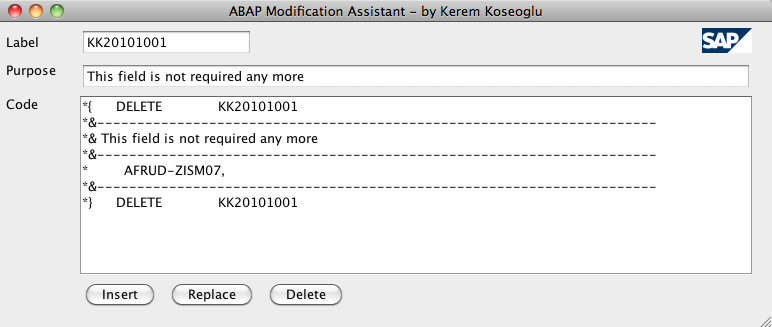 ABAP Modification Assistant - by Kerem Koseoglu
Label KK20101001
SAP
Purpose This field is not required any more
Code
*{ DELETE KK20101001
*&---------------------------------------------------------------------
*& This field is not required any more
*&---------------------------------------------------------------------
* AFRUD-ZISM07,
*&---------------------------------------------------------------------
*} DELETE KK20101001
Insert Replace Delete